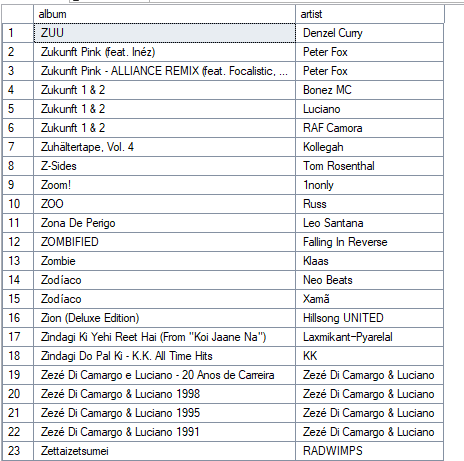 album artist
1 ZUU Denzel Curry
2 Zukunft Pink (feat. Inéz) Peter Fox
3 Zukunft Pink - ALLIANCE REMIX (feat. Focalistic, ... Peter Fox
4 Zukunft 1 & 2 Bonez MC
5 Zukunft 1 & 2 Luciano
6 Zukunft 1 & 2 RAF Camora
7 Zuhältertape, Vol. 4 Kollegah
8 Z-Sides Tom Rosenthal
9 Zoom! 1nonly
10 ZOO Russ
11 Zona De Perigo Leo Santana
12 ZOMBIFIED Falling In Reverse
13 Zombie Klaas
14 Zodíaco Neo Beats
15 Zodíaco Xamã
16 Zion (Deluxe Edition) Hillsong UNITED
17 Zindagi Ki Yehi Reet Hai (From "Koi Jaane Na") Laxmikant-Pyarelal
18 Zindagi Do Pal Ki - K.K. All Time Hits KK
19 Zezé Di Camargo e Luciano - 20 Anos de Carreira Zezé Di Camargo & Luciano
20 Zezé Di Camargo & Luciano 1998 Zezé Di Camargo & Luciano
21 Zezé Di Camargo & Luciano 1995 Zezé Di Camargo & Luciano
22 Zezé Di Camargo & Luciano 1991 Zezé Di Camargo & Luciano
23 Zettaizetsumei RADWIMPS